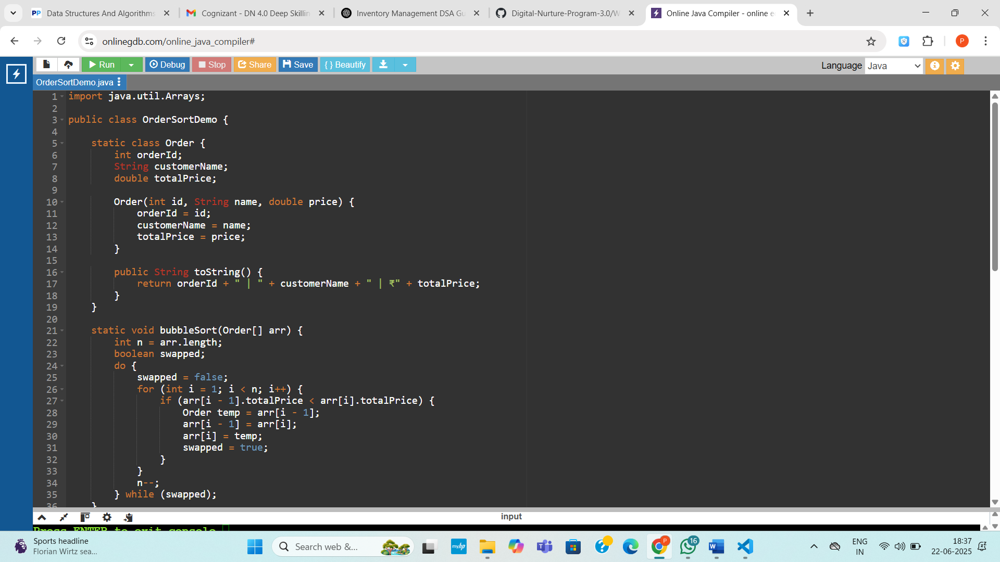 Data Structures And Algorithms
Cognizant - DN 4.0 Deep Skillin
Inventory Management DSA Gu
Digital-Nurture-Program-3.0/W
Online Java Compiler - online e
onlinegdb.com/online_java_compiler#
P
Run
Debug
Stop
Share
Save
{ } Beautify
Language
Java
OrderSortDemo.java
1 import java.util.Arrays;
2
3 public class OrderSortDemo {
4
5 static class Order {
6 int orderId;
7 String customerName;
8 double totalPrice;
9
10 Order(int id, String name, double price) {
11 orderId = id;
12 customerName = name;
13 totalPrice = price;
14 }
15
16 public String toString() {
17 return orderId + " | " + customerName + " | ₹" + totalPrice;
18 }
19 }
20
21 static void bubbleSort(Order[] arr) {
22 int n = arr.length;
23 boolean swapped;
24 do {
25 swapped = false;
26 for (int i = 1; i < n; i++) {
27 if (arr[i - 1].totalPrice < arr[i].totalPrice) {
28 Order temp = arr[i - 1];
29 arr[i - 1] = arr[i];
30 arr[i] = temp;
31 swapped = true;
32 }
33 }
34 n--;
35 } while (swapped);
36 }
input
Press ENTER to exit console.
Sports headline
Florian Wirtz sea...
Search web &...
myhp
P
16
ENG
IN
18:37
22-06-2025